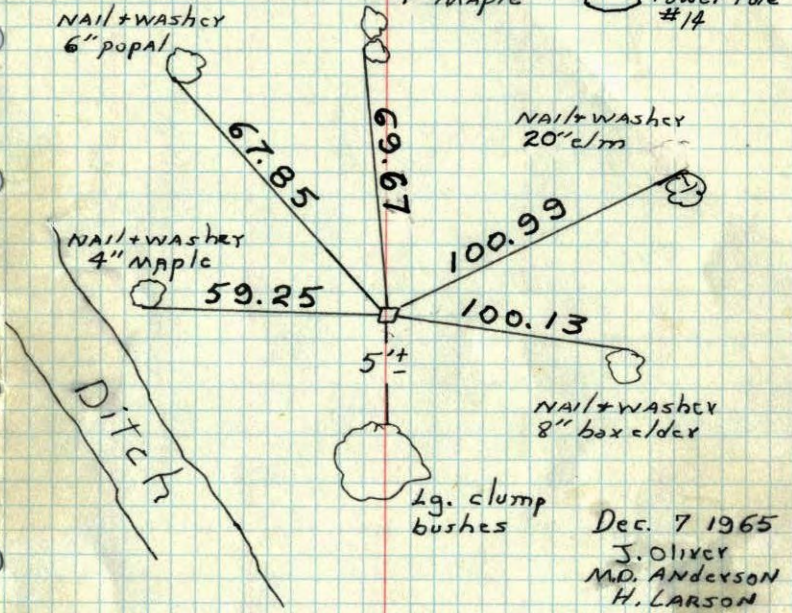 MAPLE
Power Pole
#14
NAIL + WASHER
6" popal
69.67
NAIL + WASHER
20" elm
67.85
100.99
NAIL + WASHER
4" MAPLE
59.25
100.13
5'±
Ditch
NAIL + WASHER
8" box elder
Lg. clump
bushes
Dec. 7 1965
J. Oliver
M.D. ANDERSON
H. LARSON